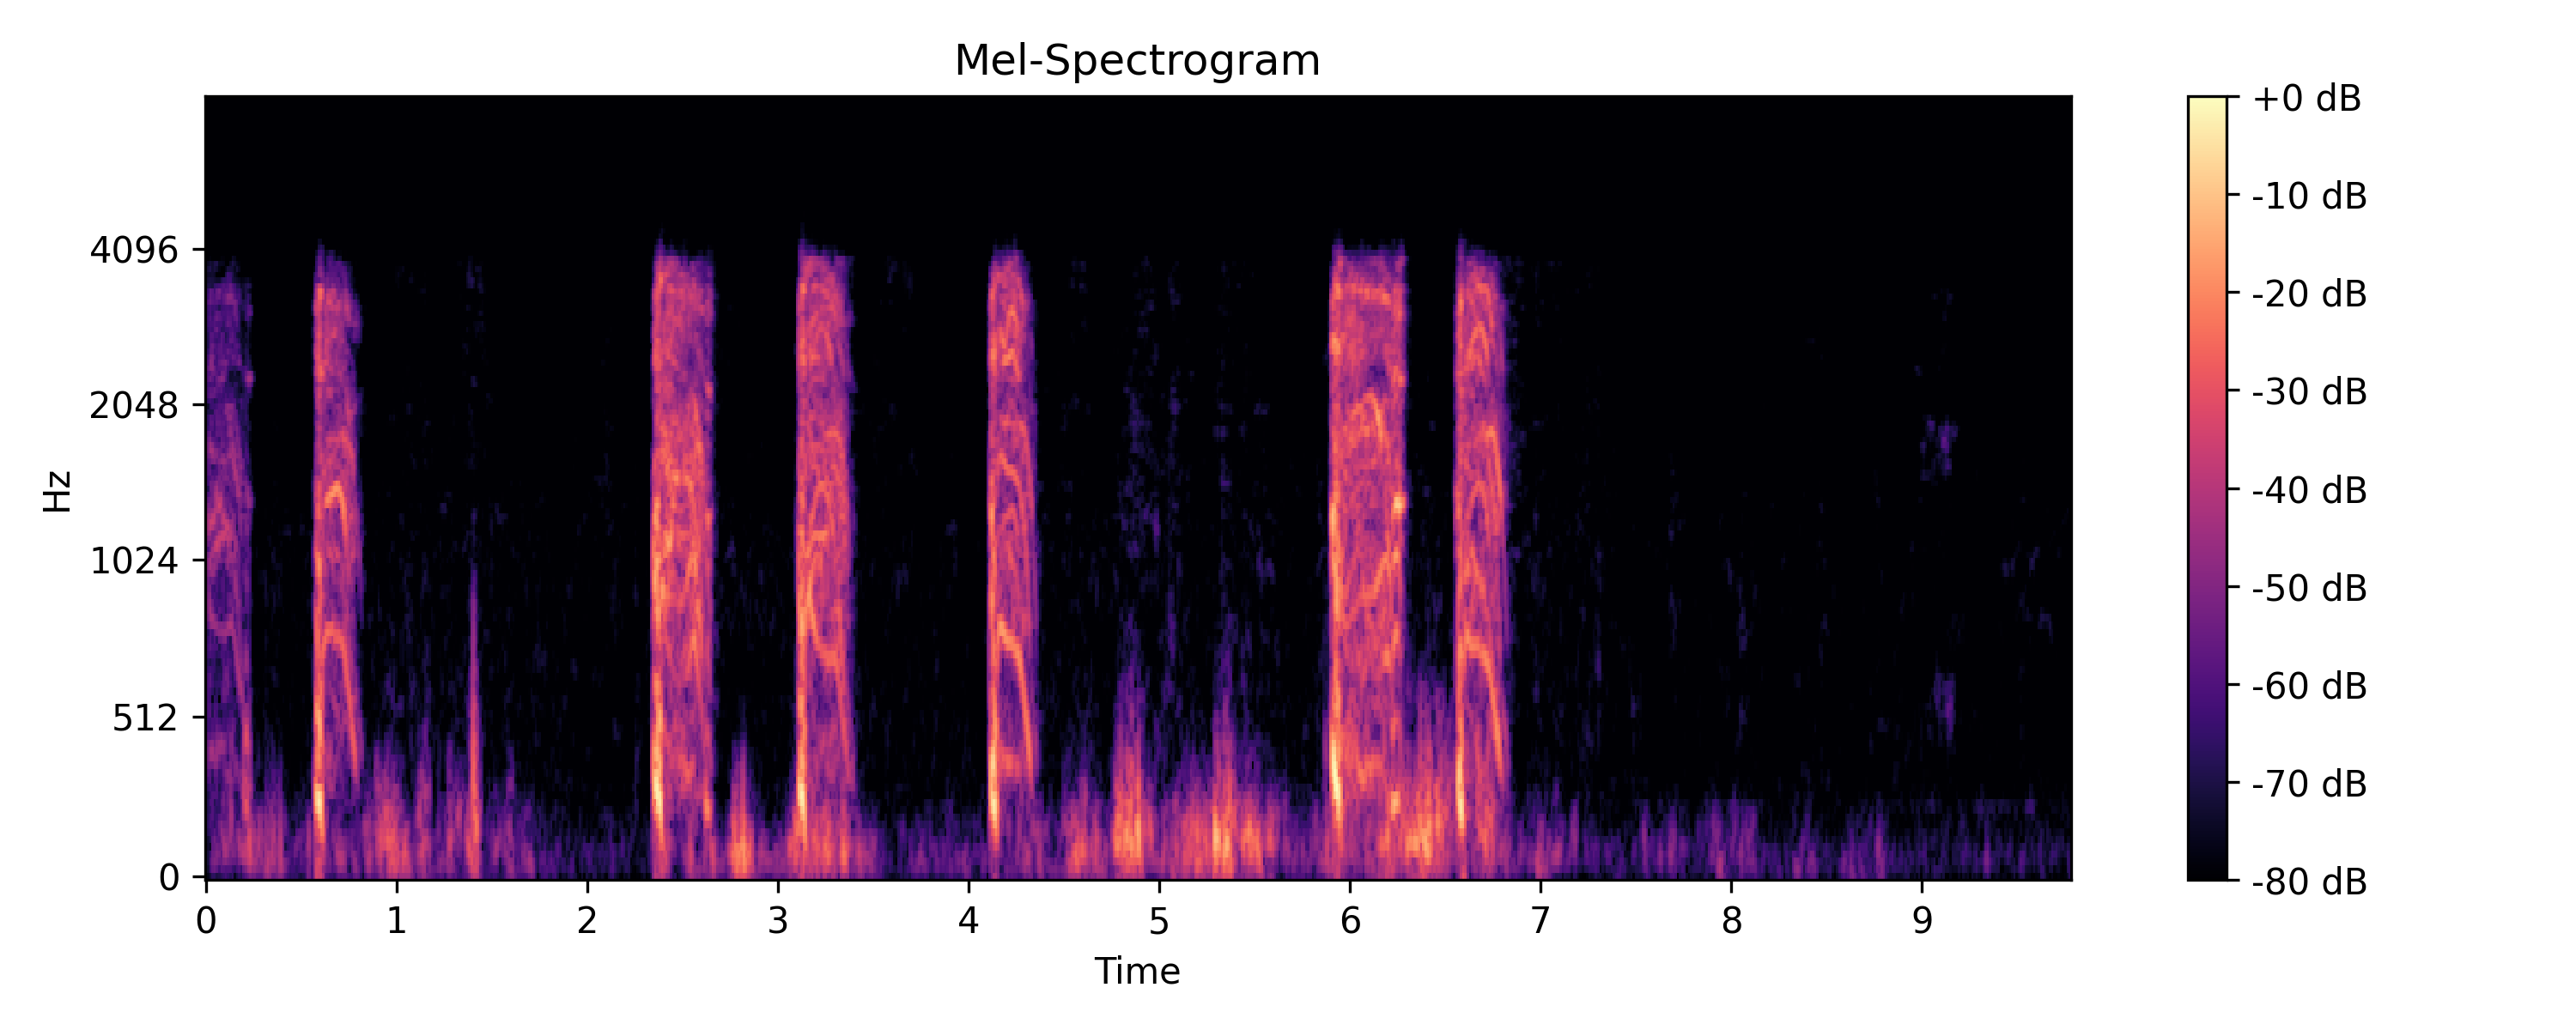 Mel-Spectrogram
+0 dB
-10 dB
-20 dB
-30 dB
-40 dB
-50 dB
-60 dB
-70 dB
-80 dB
Hz
4096
2048
1024
512
0
0 1 2 3 4 5 6 7 8 9
Time